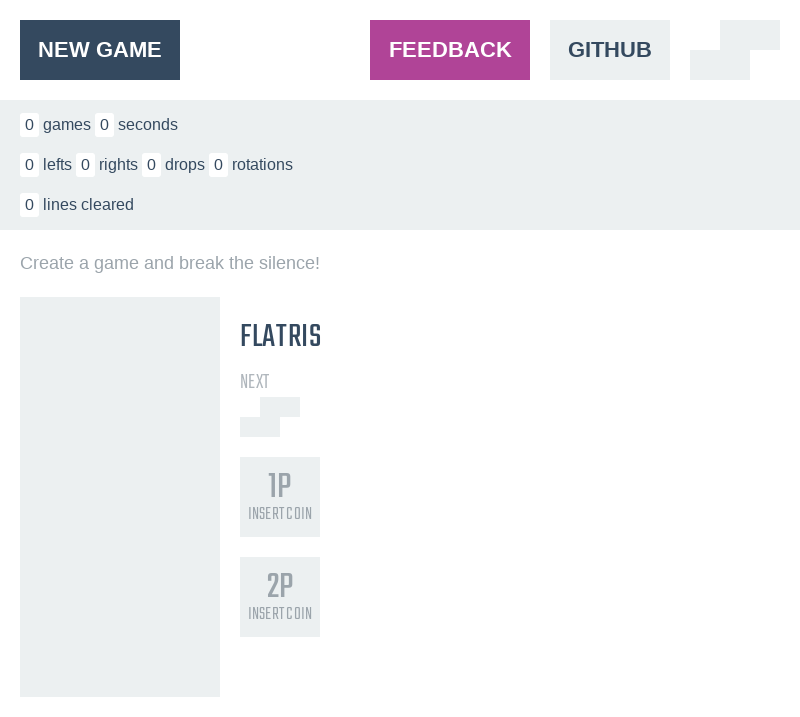 NEW GAME
FEEDBACK
GITHUB
0 games 0 seconds
0 lefts 0 rights 0 drops 0 rotations
0 lines cleared
Create a game and break the silence!
FLATRIS
NEXT
1P
INSERT COIN
2P
INSERT COIN